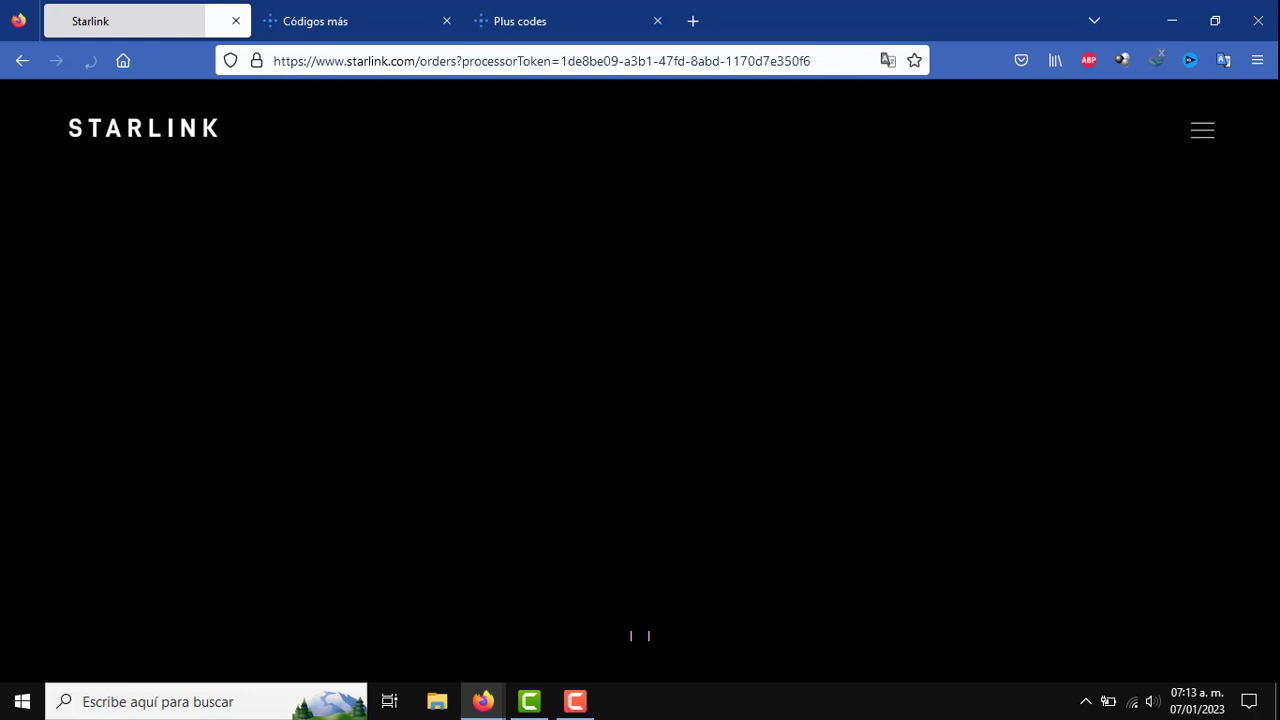 Starlink
Códigos más
Plus codes
https://www.starlink.com/orders?processorToken=1de8be09-a3b1-47fd-8abd-1170d7e350f6
ABP
STARLINK
Escribe aquí para buscar
07:13 a. m.
07/01/2023